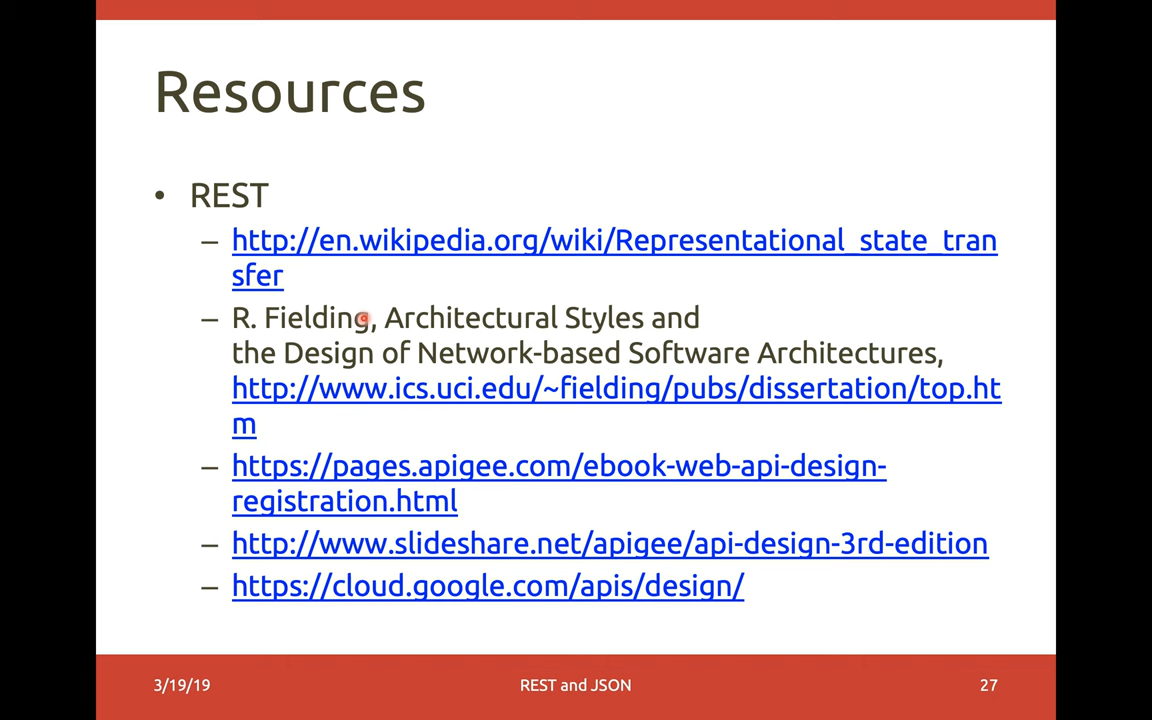 Resources
• REST
– http://en.wikipedia.org/wiki/Representational_state_tran
sfer
– R. Fielding, Architectural Styles and
the Design of Network-based Software Architectures,
http://www.ics.uci.edu/~fielding/pubs/dissertation/top.ht
m
– https://pages.apigee.com/ebook-web-api-design-
registration.html
– http://www.slideshare.net/apigee/api-design-3rd-edition
– https://cloud.google.com/apis/design/
3/19/19
REST and JSON
27